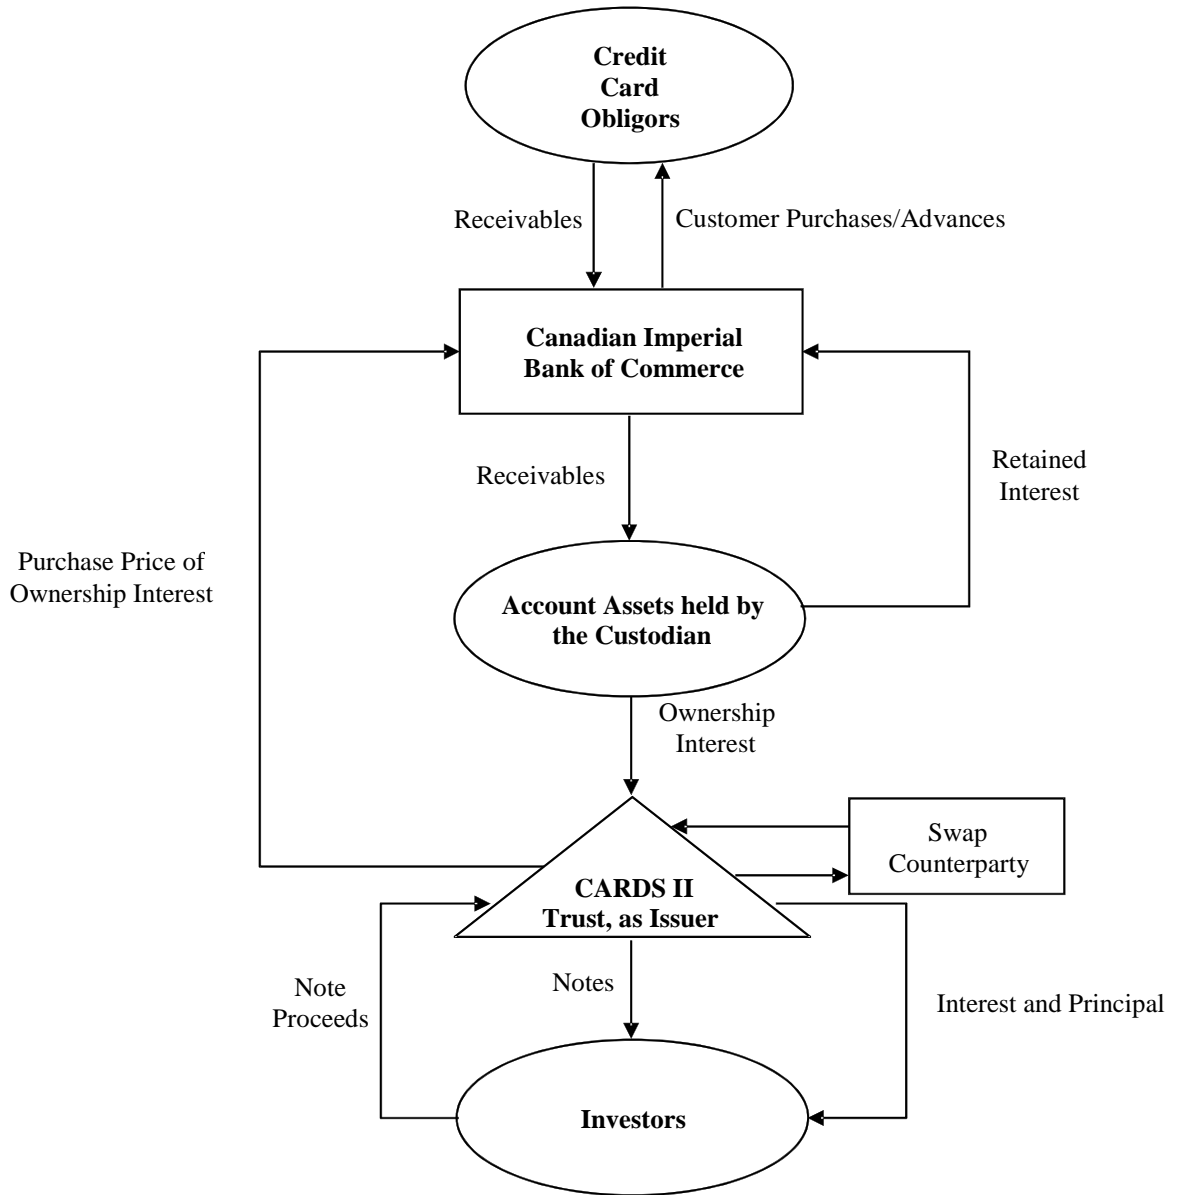 Credit
Card
Obligors
Receivables
Customer Purchases/Advances
Canadian Imperial
Bank of Commerce
Receivables
Retained
Interest
Purchase Price of
Ownership Interest
Account Assets held by
the Custodian
Ownership
Interest
Swap
Counterparty
CARDS II
Trust, as Issuer
Note
Proceeds
Notes
Interest and Principal
Investors